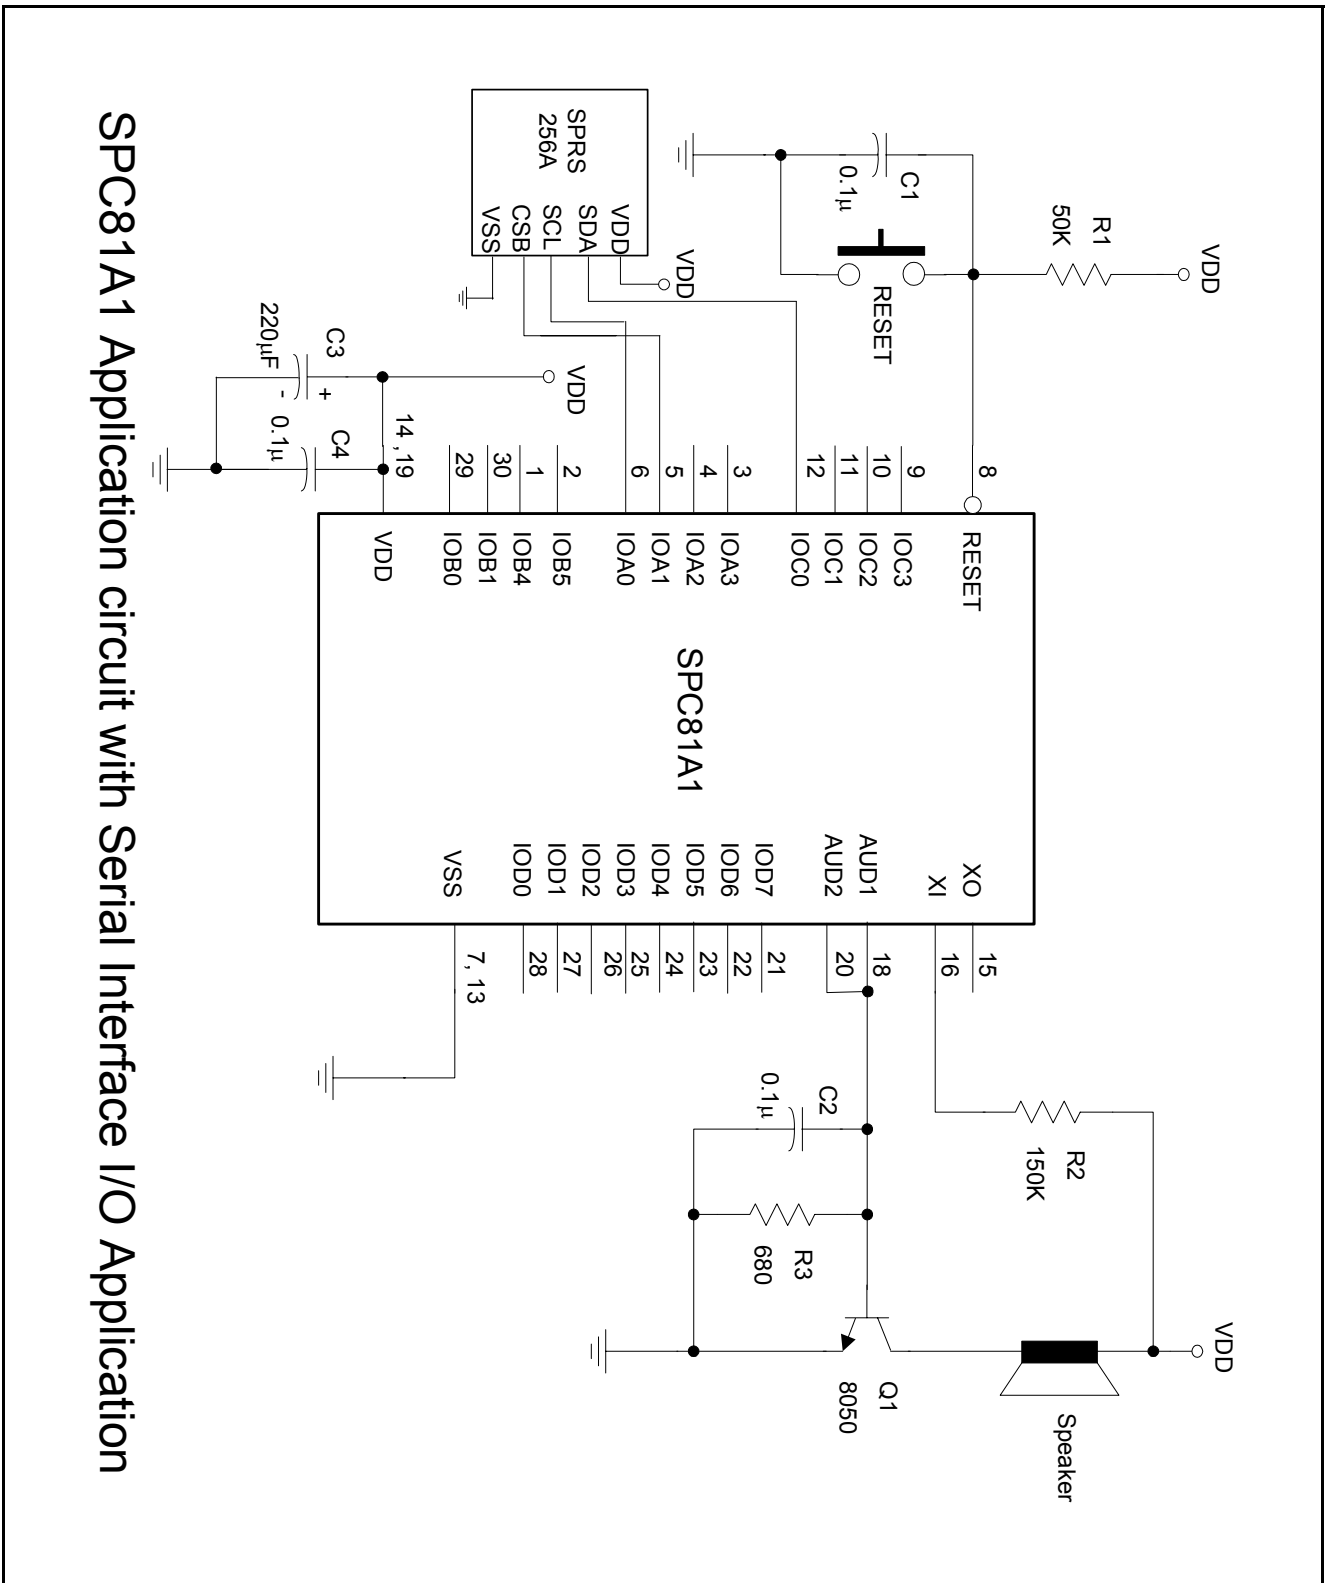 VDD
R1
50K
C1
0.1µ
RESET
SPRS
256A
VDD
SDA
SCL
CSB
VSS
VDD
VDD
C3
220µF
+
-
C4
0.1µ
8
9
10
11
12
3
4
5
6
2
1
30
29
14 ,19
RESET
IOC3
IOC2
IOC1
IOC0
IOA3
IOA2
IOA1
IOA0
IOB5
IOB4
IOB1
IOB0
VDD
SPC81A1
XO
XI
AUD1
AUD2
IOD7
IOD6
IOD5
IOD4
IOD3
IOD2
IOD1
IOD0
VSS
15
16
18
20
21
22
23
24
25
26
27
28
7, 13
R2
150K
C2
0.1µ
R3
680
VDD
Q1
8050
Speaker
SPC81A1 Application circuit with Serial Interface I/O Application